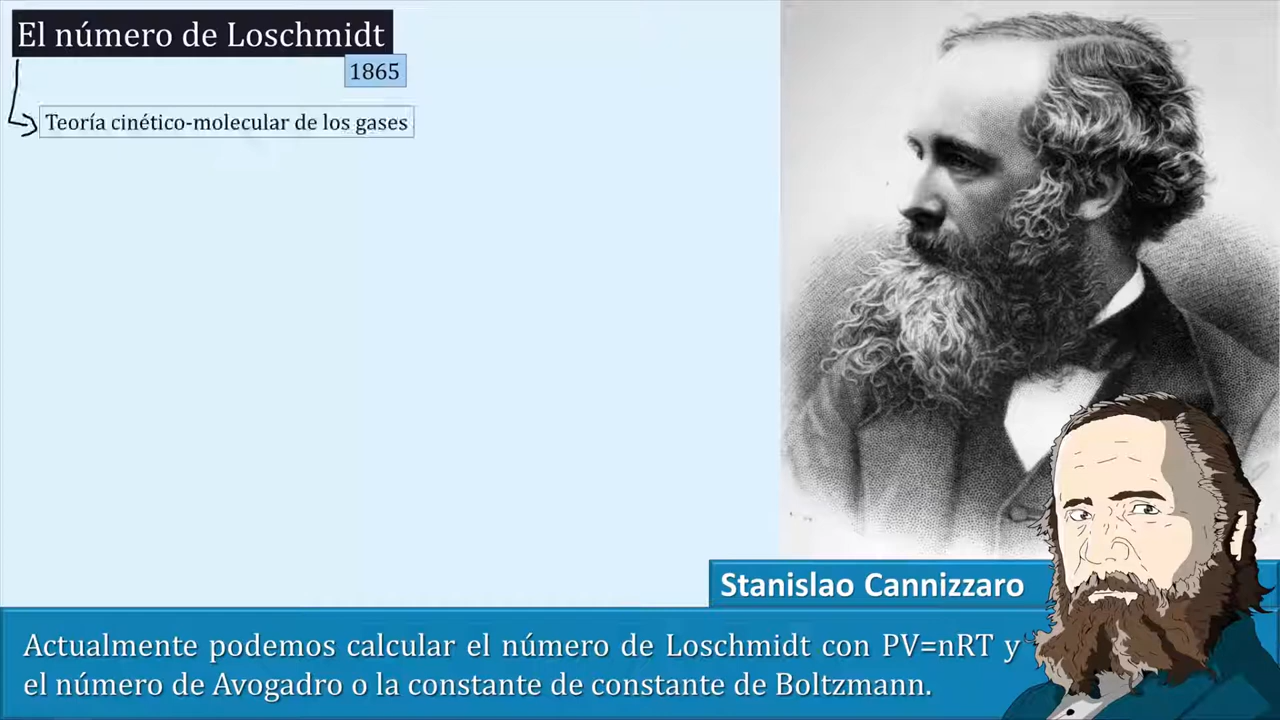 El número de Loschmidt
1865
Teoría cinético-molecular de los gases
Stanislao Cannizzaro
Actualmente podemos calcular el número de Loschmidt con PV=nRT y
el número de Avogadro o la constante de constante de Boltzmann.